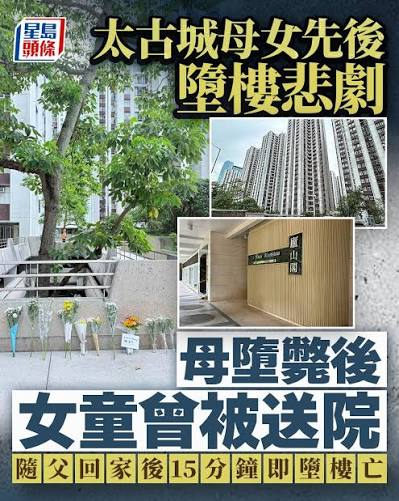 星島
頭條
太古城母女先後
墮樓悲劇
廬山閣
母墮斃後
女童曾被送院
隨父回家後15分鐘即墮樓亡